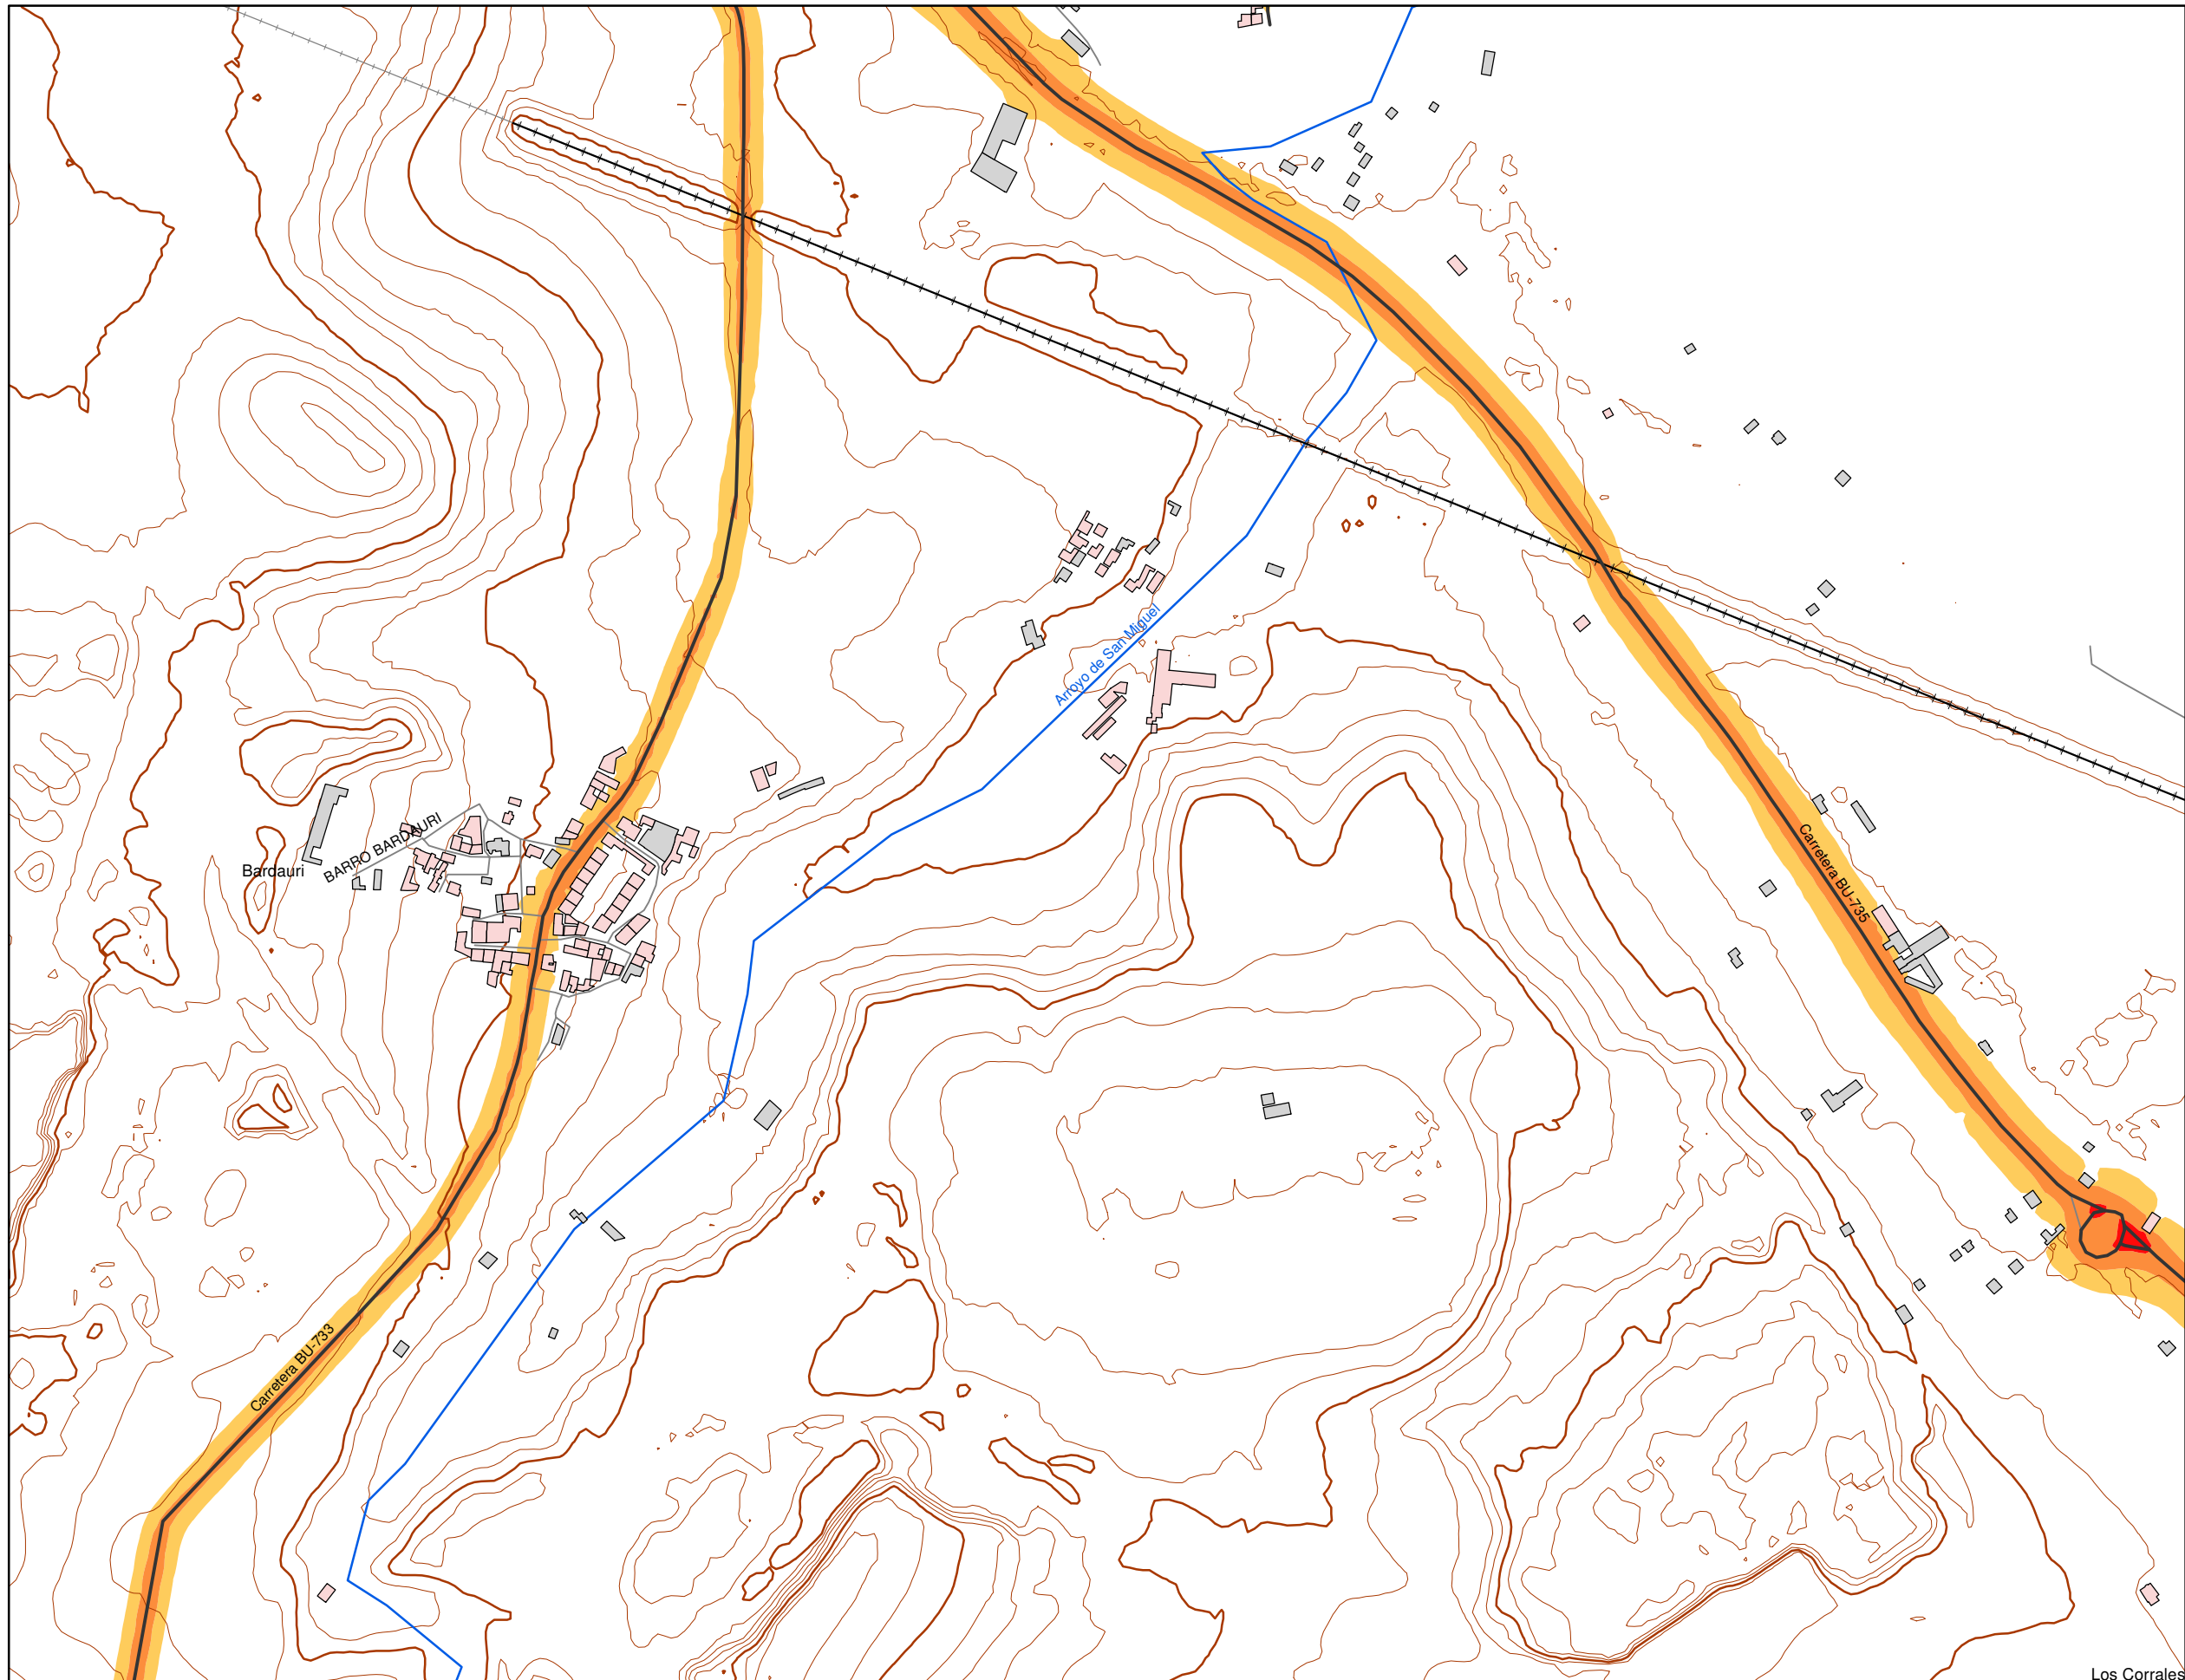 Arroyo de San Miguel
BARRO BARDAURI
Bardauri
Carretera BU-735
Carretera BU-733
Los Corrales